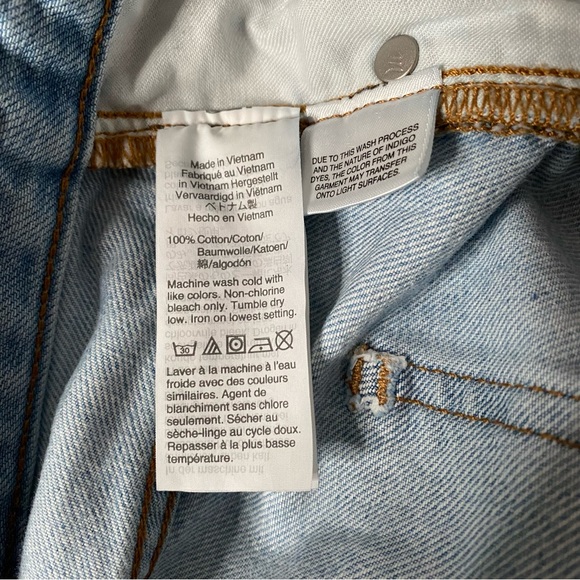 Made in Vietnam
Fabriqué au Vietnam
in Vietnam Hergestellt
Vervaardigd in Viêtnam
ベトナム製
Hecho en Vietnam
100% Cotton/Coton/
Baumwolle/Katoen/
綿/algodón
Machine wash cold with
like colors. Non-chlorine
bleach only. Tumble dry
low. Iron on lowest setting.
30
Laver à la machine à l'eau
froide avec des couleurs
similaires. Agent de
blanchiment sans chlore
seulement. Sécher au
sèche-linge au cycle doux.
Repasser à la plus basse
température.
DUE TO THIS WASH PROCESS
AND THE NATURE OF INDIGO
DYES, THE COLOR FROM THIS
GARMENT MAY TRANSFER
ONTO LIGHT SURFACES.